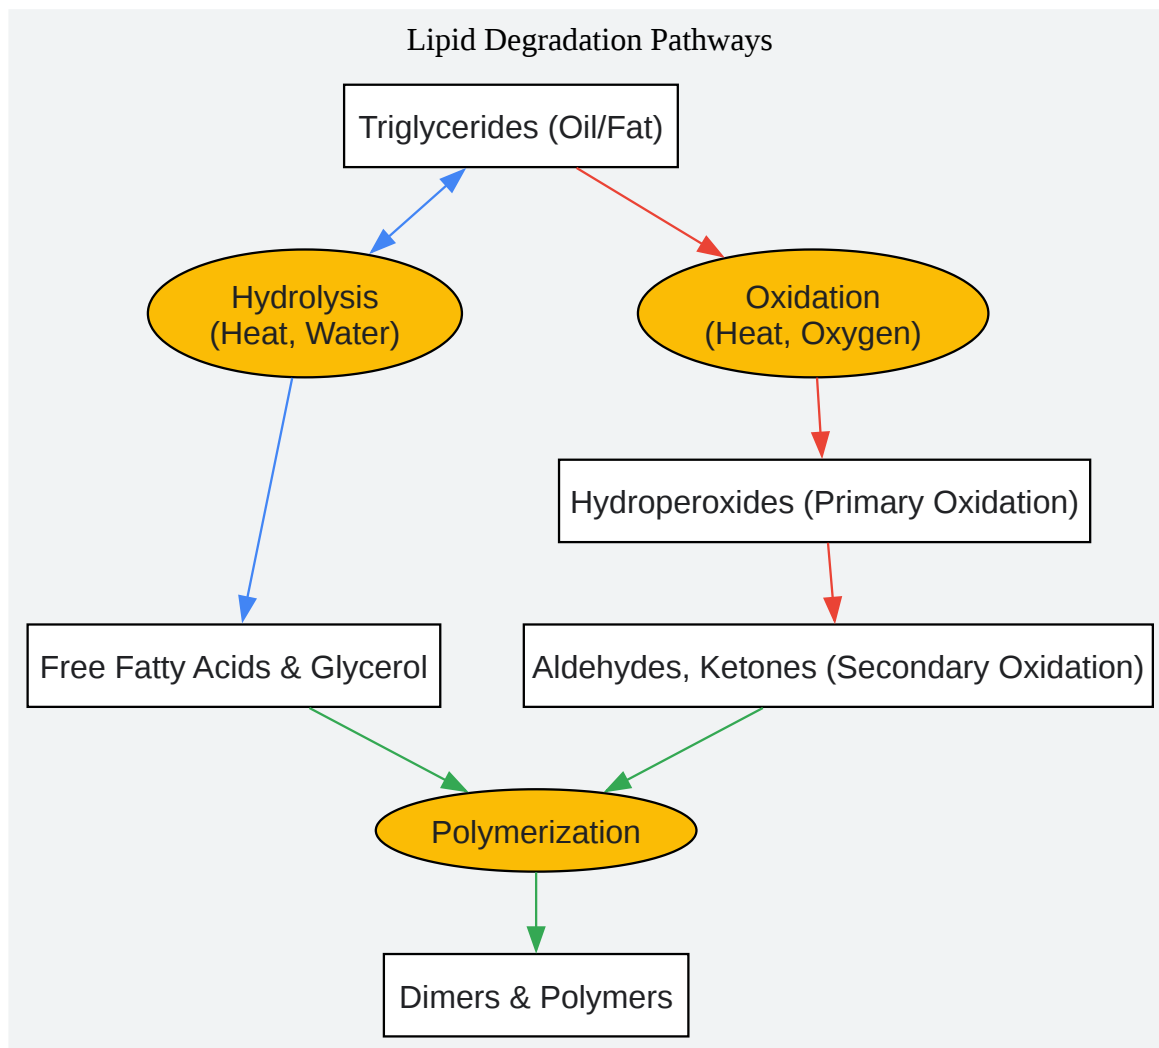 Lipid Degradation Pathways
Triglycerides (Oil/Fat)
Hydrolysis
(Heat, Water)
Oxidation
(Heat, Oxygen)
Hydroperoxides (Primary Oxidation)
Free Fatty Acids & Glycerol
Aldehydes, Ketones (Secondary Oxidation)
Polymerization
Dimers & Polymers